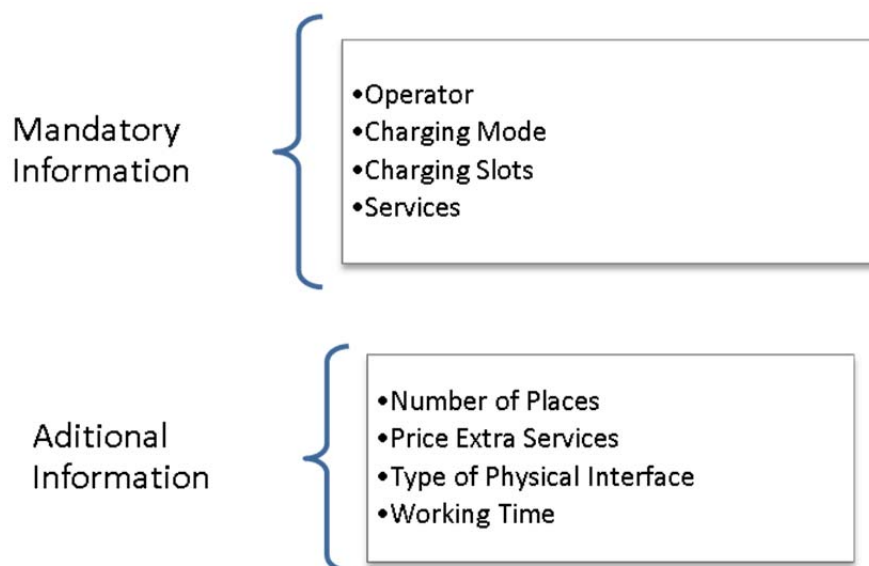 Mandatory
Information
•Operator
•Charging Mode
•Charging Slots
•Services
Aditional
Information
•Number of Places
•Price Extra Services
•Type of Physical Interface
•Working Time